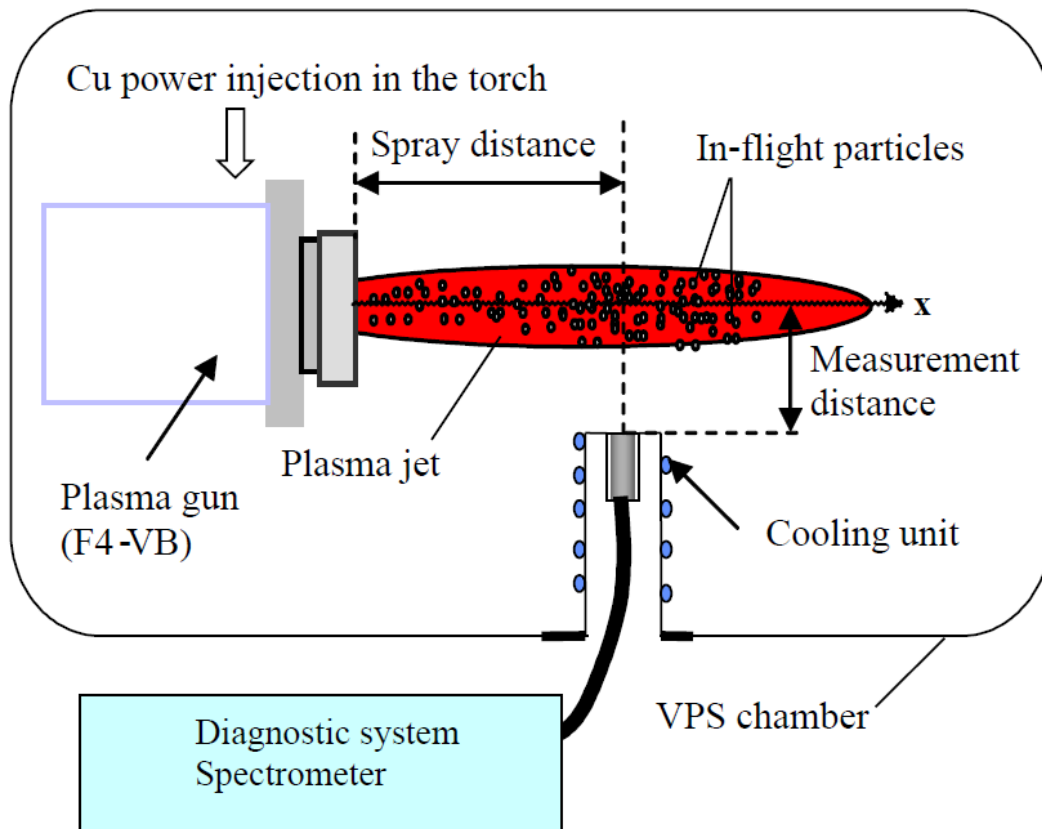 Cu power injection in the torch
Spray distance
In-flight particles
x
Measurement
distance
Plasma jet
Plasma gun
(F4-VB)
Cooling unit
VPS chamber
Diagnostic system
Spectrometer